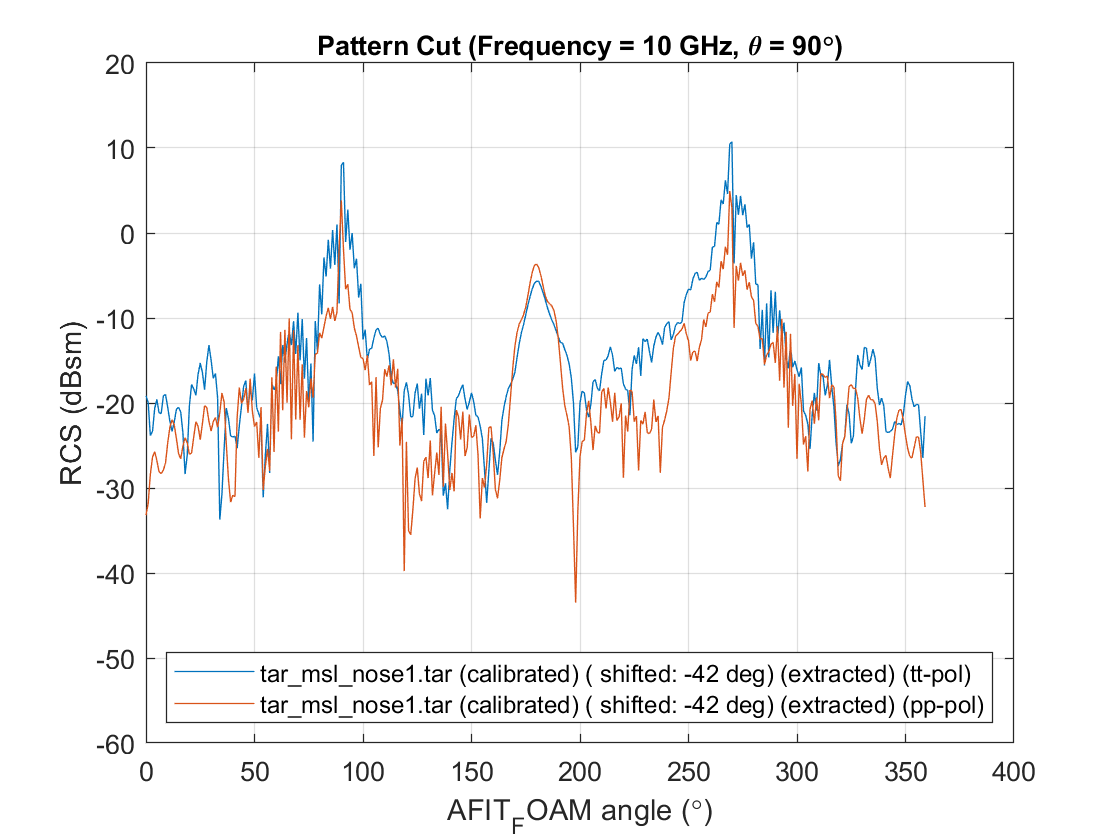 Pattern Cut (Frequency = 10 GHz, θ = 90°)
20
10
0
-10
-20
-30
-40
-50
-60
RCS (dBsm)
tar_msl_nose1.tar (calibrated) ( shifted: -42 deg) (extracted) (tt-pol)
tar_msl_nose1.tar (calibrated) ( shifted: -42 deg) (extracted) (pp-pol)
0 50 100 150 200 250 300 350 400
AFIT_FOAM angle (°)